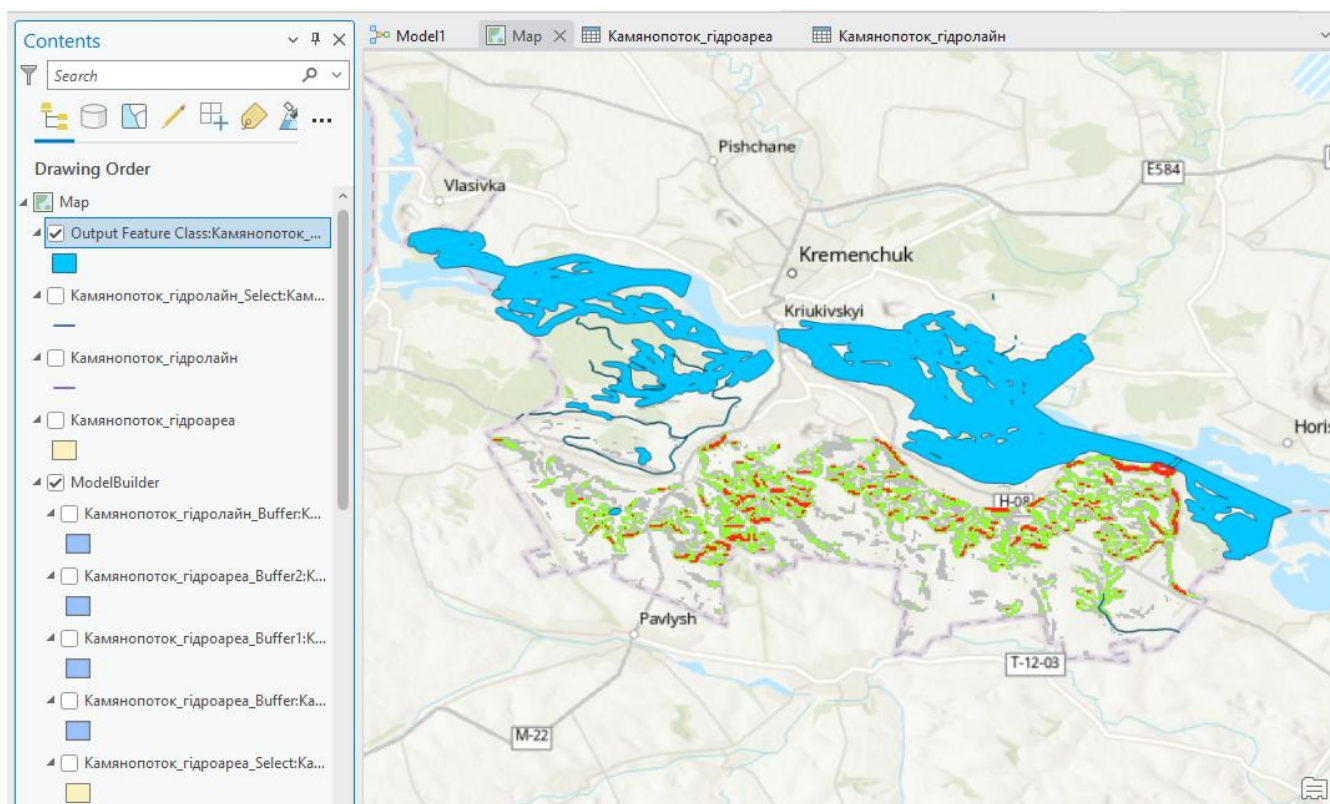 Contents
Model1
Map
Камянопоток_гідроареа
Камянопоток_гідролайн
Search
Drawing Order
Map
Output Feature Class:Камянопоток_...
Камянопоток_гідролайн_Select:Кам...
Камянопоток_гідролайн
Камянопоток_гідроареа
ModelBuilder
Камянопоток_гідролайн_Buffer:К...
Камянопоток_гідроареа_Buffer2:К...
Камянопоток_гідроареа_Buffer1:К...
Камянопоток_гідроареа_Buffer:Ка...
Камянопоток_гідроареа_Select:Ка...
Pishchane
E584
Vlasivka
Kremenchuk
Kriukivskyi
Horis
H-08
Pavlysh
T-12-03
M-22